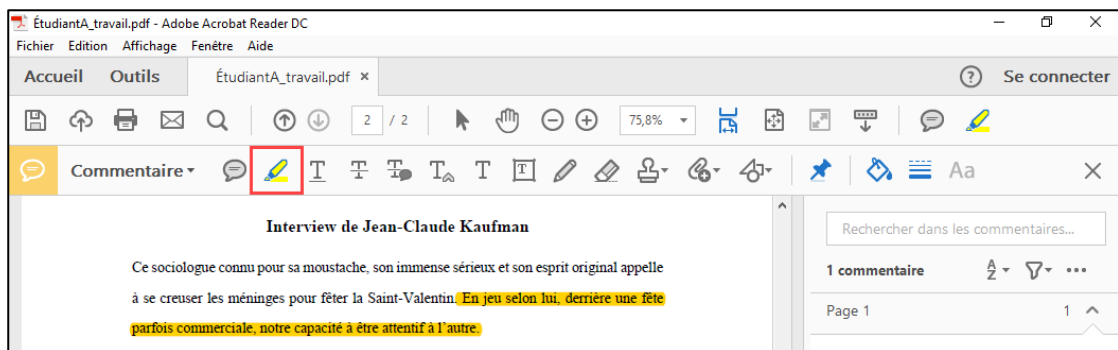 ÉtudiantA_travail.pdf - Adobe Acrobat Reader DC
Fichier Edition Affichage Fenêtre Aide
Accueil Outils ÉtudiantA_travail.pdf × ? Se connecter
2 / 2 75,8%
Commentaire T T T T T T Aa
Interview de Jean-Claude Kaufman
Ce sociologue connu pour sa moustache, son immense sérieux et son esprit original appelle
à se creuser les méninges pour fêter la Saint-Valentin. En jeu selon lui, derrière une fête
parfois commerciale, notre capacité à être attentif à l'autre.
Rechercher dans les commentaires...
1 commentaire A Z
Page 1 1